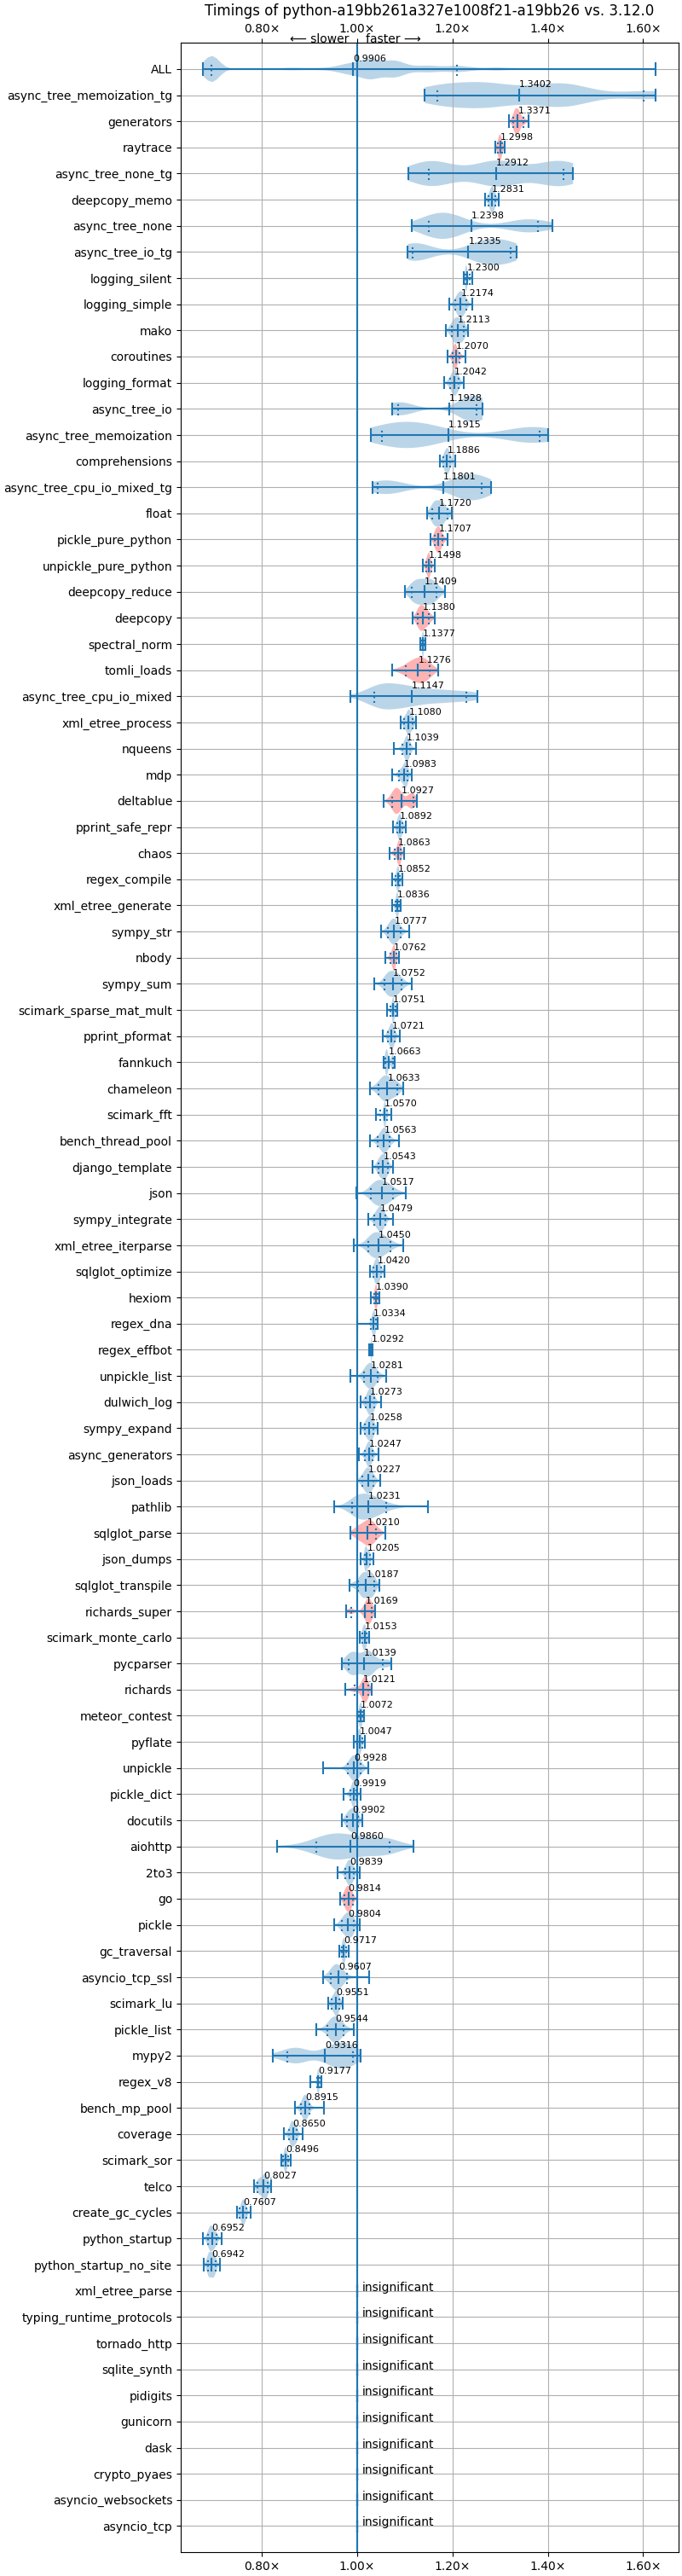 Timings of python-a19bb261a327e1008f21-a19bb26 vs. 3.12.0
0.80× 1.00× 1.20× 1.40× 1.60×
⟵ slower faster ⟶
ALL 0.9906
async_tree_memoization_tg 1.3402
generators 1.3371
raytrace 1.2998
async_tree_none_tg 1.2912
deepcopy_memo 1.2831
async_tree_none 1.2398
async_tree_io_tg 1.2335
logging_silent 1.2300
logging_simple 1.2174
mako 1.2113
coroutines 1.2070
logging_format 1.2042
async_tree_io 1.1928
async_tree_memoization 1.1915
comprehensions 1.1886
async_tree_cpu_io_mixed_tg 1.1801
float 1.1720
pickle_pure_python 1.1707
unpickle_pure_python 1.1498
deepcopy_reduce 1.1409
deepcopy 1.1380
spectral_norm 1.1377
tomli_loads 1.1276
async_tree_cpu_io_mixed 1.1147
xml_etree_process 1.1080
nqueens 1.1039
mdp 1.0983
deltablue 1.0927
pprint_safe_repr 1.0892
chaos 1.0863
regex_compile 1.0852
xml_etree_generate 1.0836
sympy_str 1.0777
nbody 1.0762
sympy_sum 1.0752
scimark_sparse_mat_mult 1.0751
pprint_pformat 1.0721
fannkuch 1.0663
chameleon 1.0633
scimark_fft 1.0570
bench_thread_pool 1.0563
django_template 1.0543
json 1.0517
sympy_integrate 1.0479
xml_etree_iterparse 1.0450
sqlglot_optimize 1.0420
hexiom 1.0390
regex_dna 1.0334
regex_effbot 1.0292
unpickle_list 1.0281
dulwich_log 1.0273
sympy_expand 1.0258
async_generators 1.0247
json_loads 1.0227
pathlib 1.0231
sqlglot_parse 1.0210
json_dumps 1.0205
sqlglot_transpile 1.0187
richards_super 1.0169
scimark_monte_carlo 1.0153
pycparser 1.0139
richards 1.0121
meteor_contest 1.0072
pyflate 1.0047
unpickle 0.9928
pickle_dict 0.9919
docutils 0.9902
aiohttp 0.9860
2to3 0.9839
go 0.9814
pickle 0.9804
gc_traversal 0.9717
asyncio_tcp_ssl 0.9607
scimark_lu 0.9551
pickle_list 0.9544
mypy2 0.9316
regex_v8 0.9177
bench_mp_pool 0.8915
coverage 0.8650
scimark_sor 0.8496
telco 0.8027
create_gc_cycles 0.7607
python_startup 0.6952
python_startup_no_site 0.6942
xml_etree_parse insignificant
typing_runtime_protocols insignificant
tornado_http insignificant
sqlite_synth insignificant
pidigits insignificant
gunicorn insignificant
dask insignificant
crypto_pyaes insignificant
asyncio_websockets insignificant
asyncio_tcp insignificant
0.80× 1.00× 1.20× 1.40× 1.60×